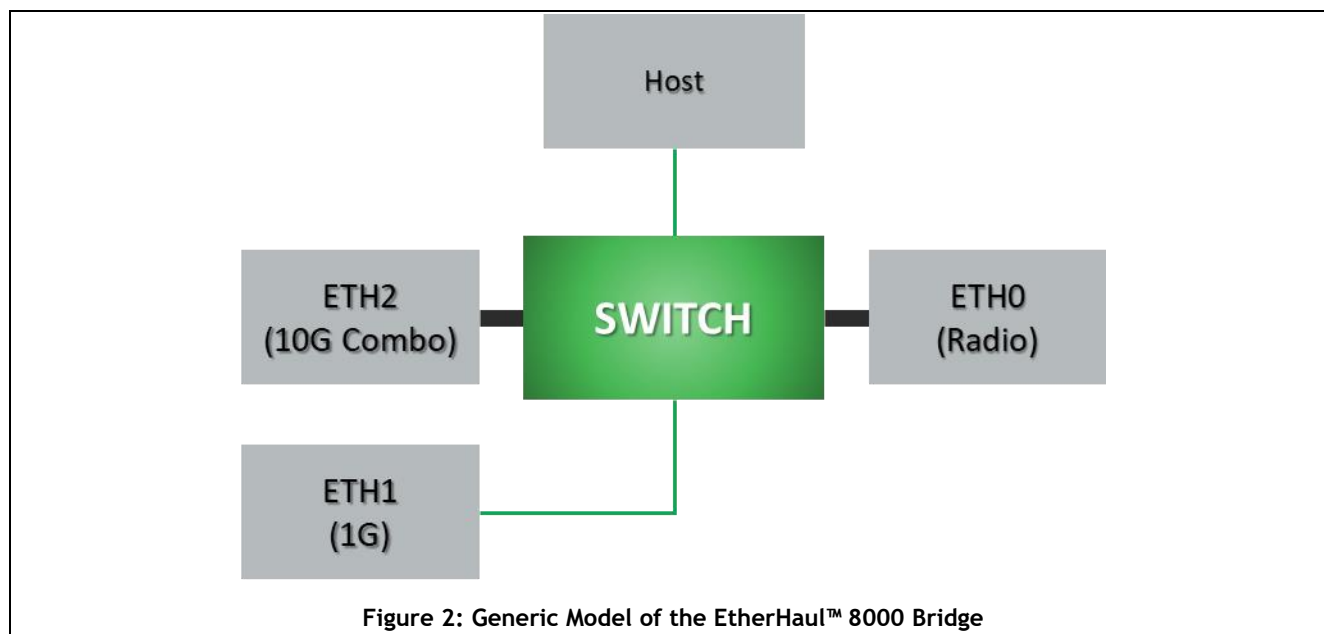 Host
ETH2
(10G Combo)
SWITCH
ETH0
(Radio)
ETH1
(1G)
Figure 2: Generic Model of the EtherHaul™ 8000 Bridge